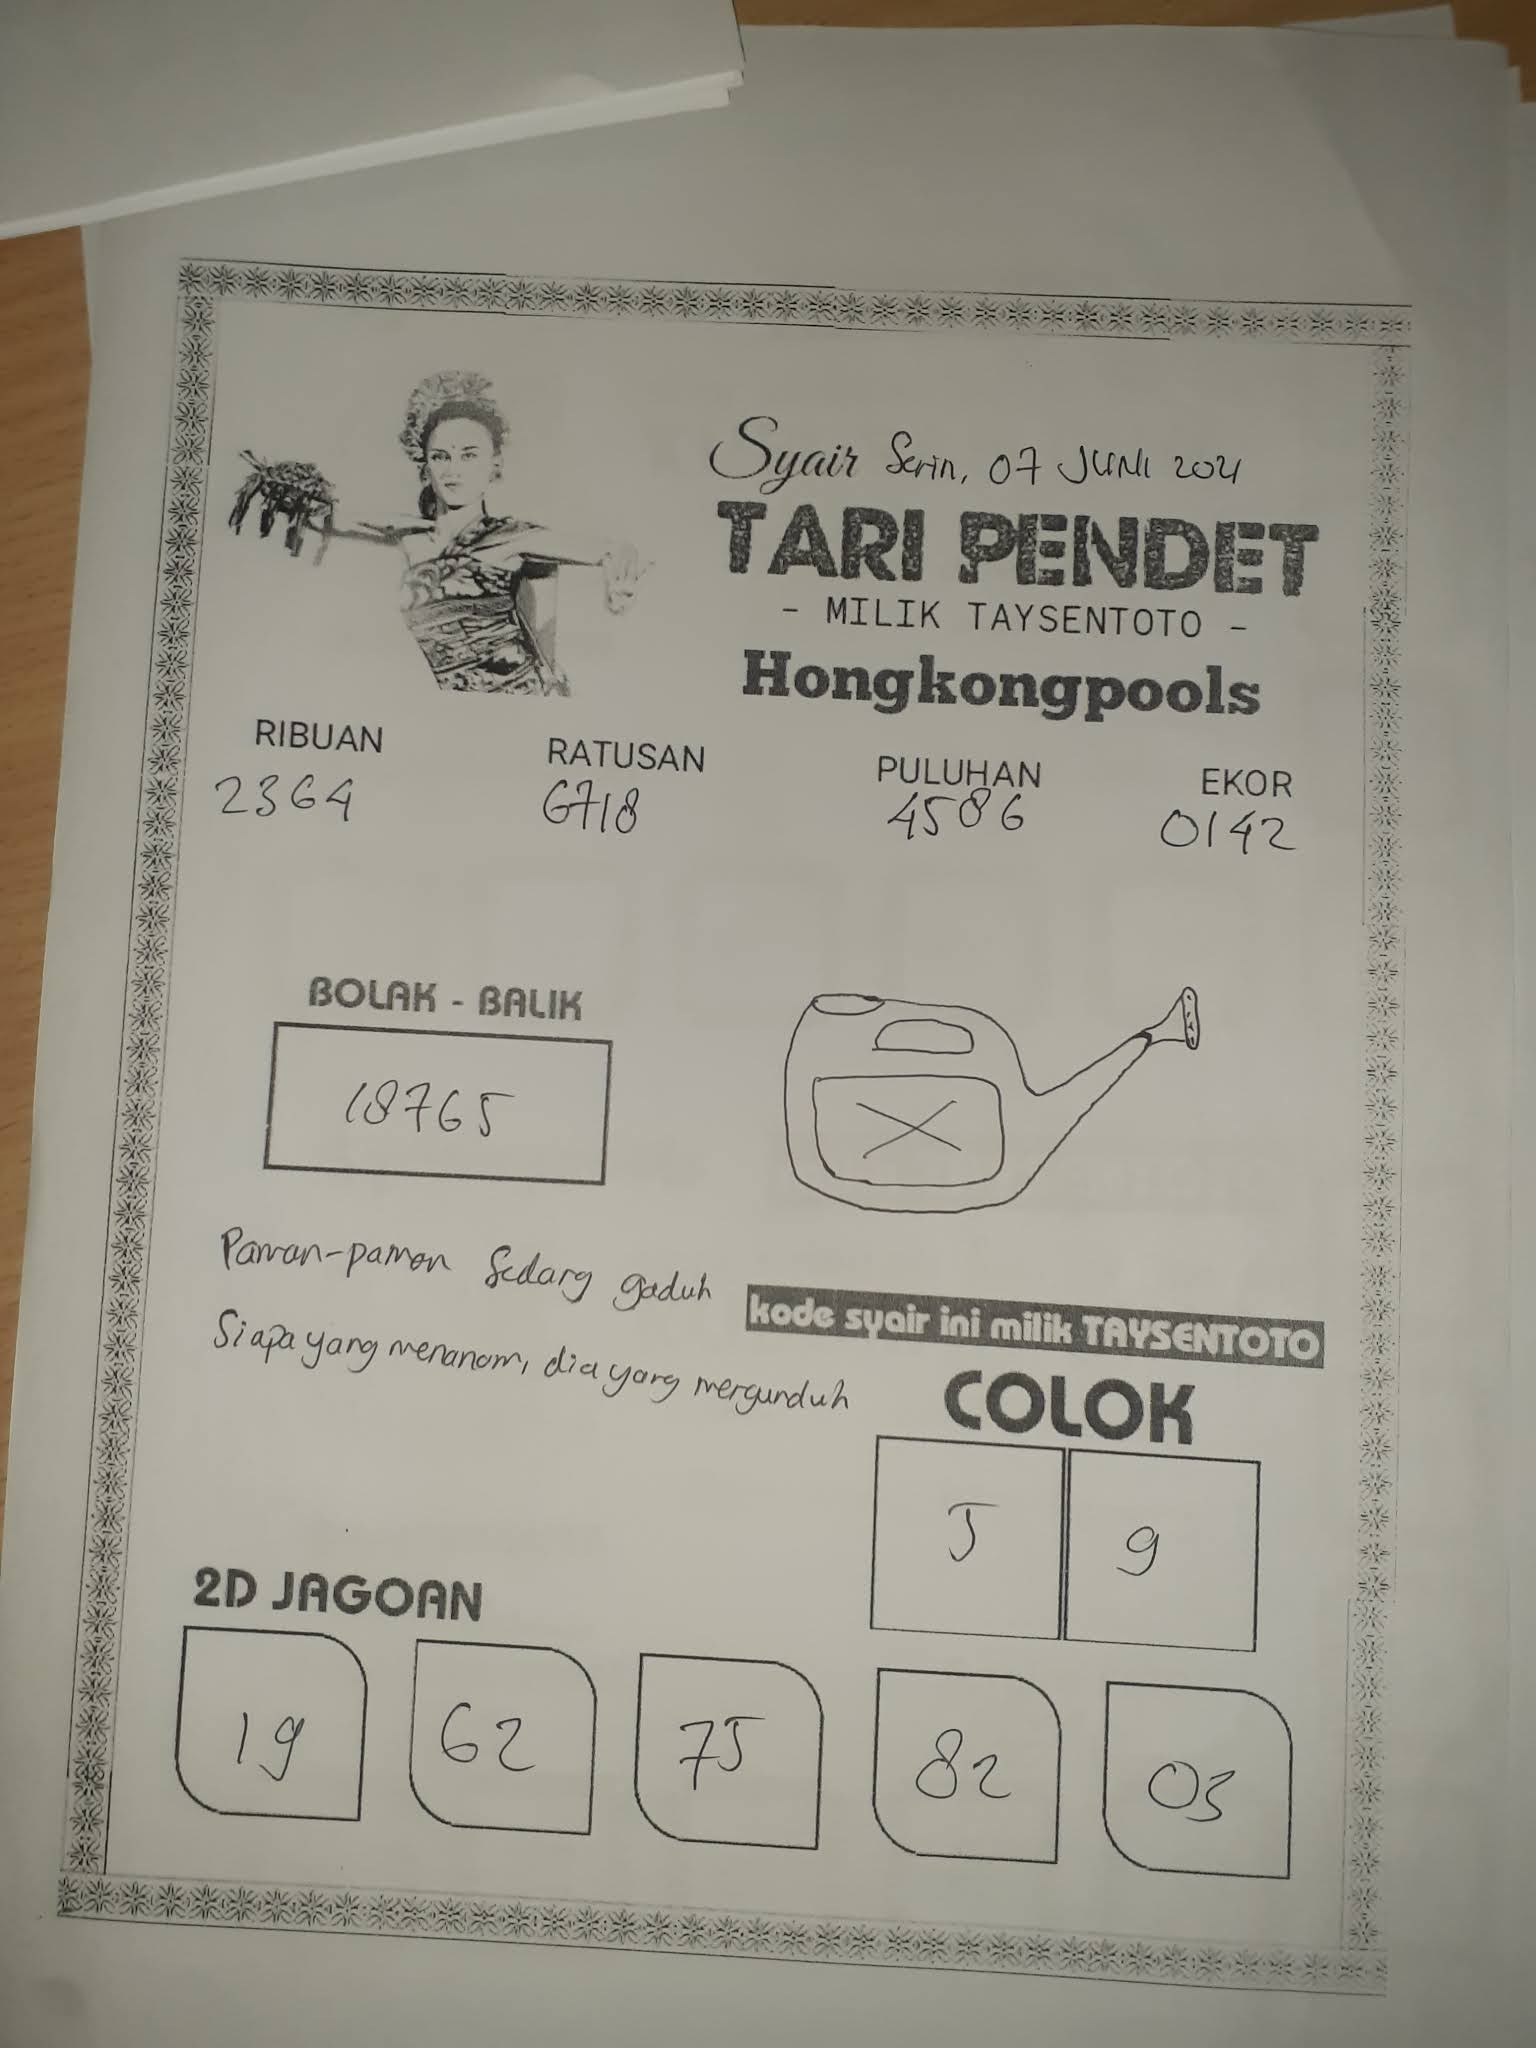 Syair Senin, 07 JUNI 2021
TARI PENDET
- MILIK TAYSENTOTO -
Hongkongpools
RIBUAN RATUSAN PULUHAN EKOR
2364 6718 4586 0142
BOLAK - BALIK
18765
X
Paman-paman Sedang gaduh
Siapa yang menanam, dia yang mengunduh
kode syair ini milik TAYSENTOTO
COLOK
5 9
2D JAGOAN
19 62 75 82 03